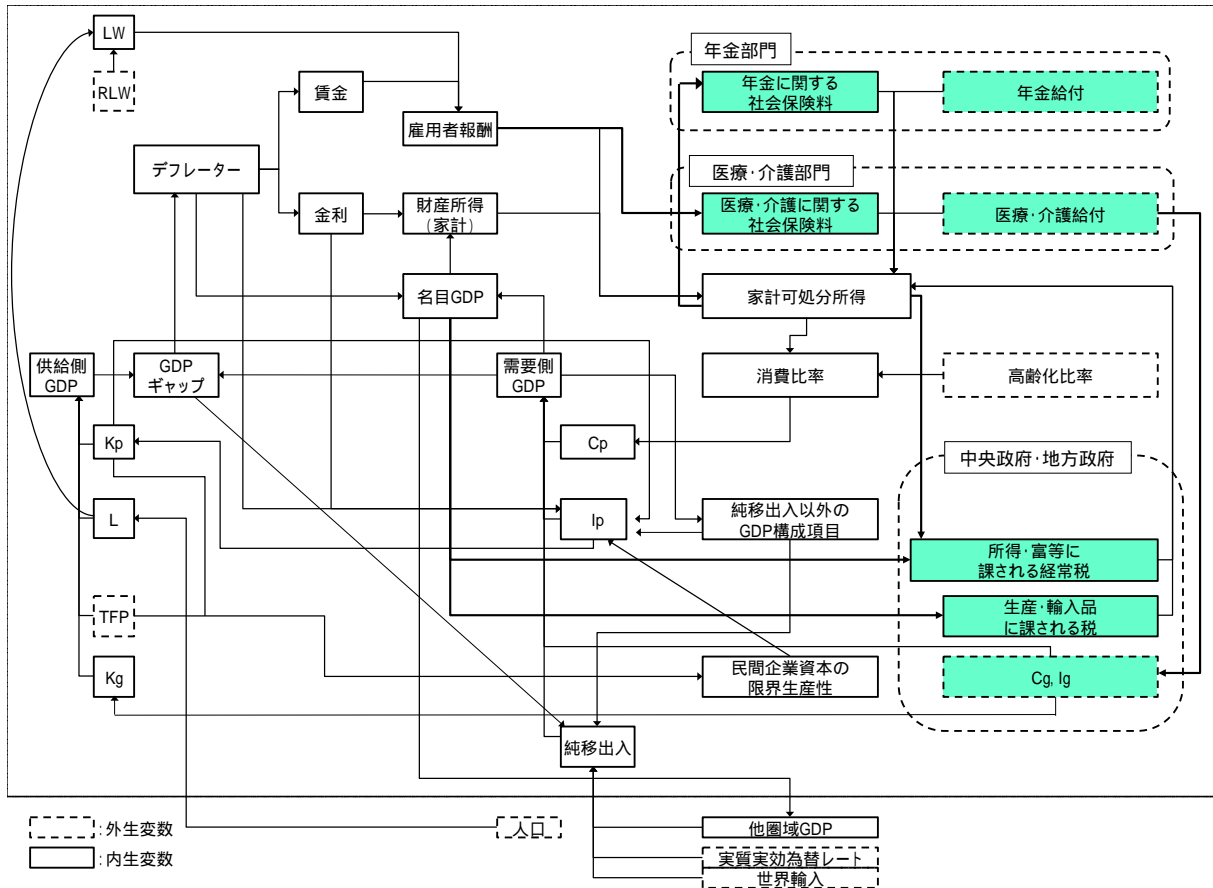 LW
RLW
賃金
雇用者報酬
デフレーター
金利
財産所得
(家計)
名目GDP
年金部門
年金に関する
社会保険料
年金給付
医療・介護部門
医療・介護に関する
社会保険料
医療・介護給付
家計可処分所得
供給側
GDP
GDP
ギャップ
需要側
GDP
消費比率
高齢化比率
Kp
Cp
中央政府・地方政府
L
Ip
純移出入以外の
GDP構成項目
所得・富等に
課される経常税
TFP
生産・輸入品
に課される税
Kg
民間企業資本の
限界生産性
Cg, Ig
純移出入
:外生変数
人口
他圏域GDP
:内生変数
実質実効為替レート
世界輸入